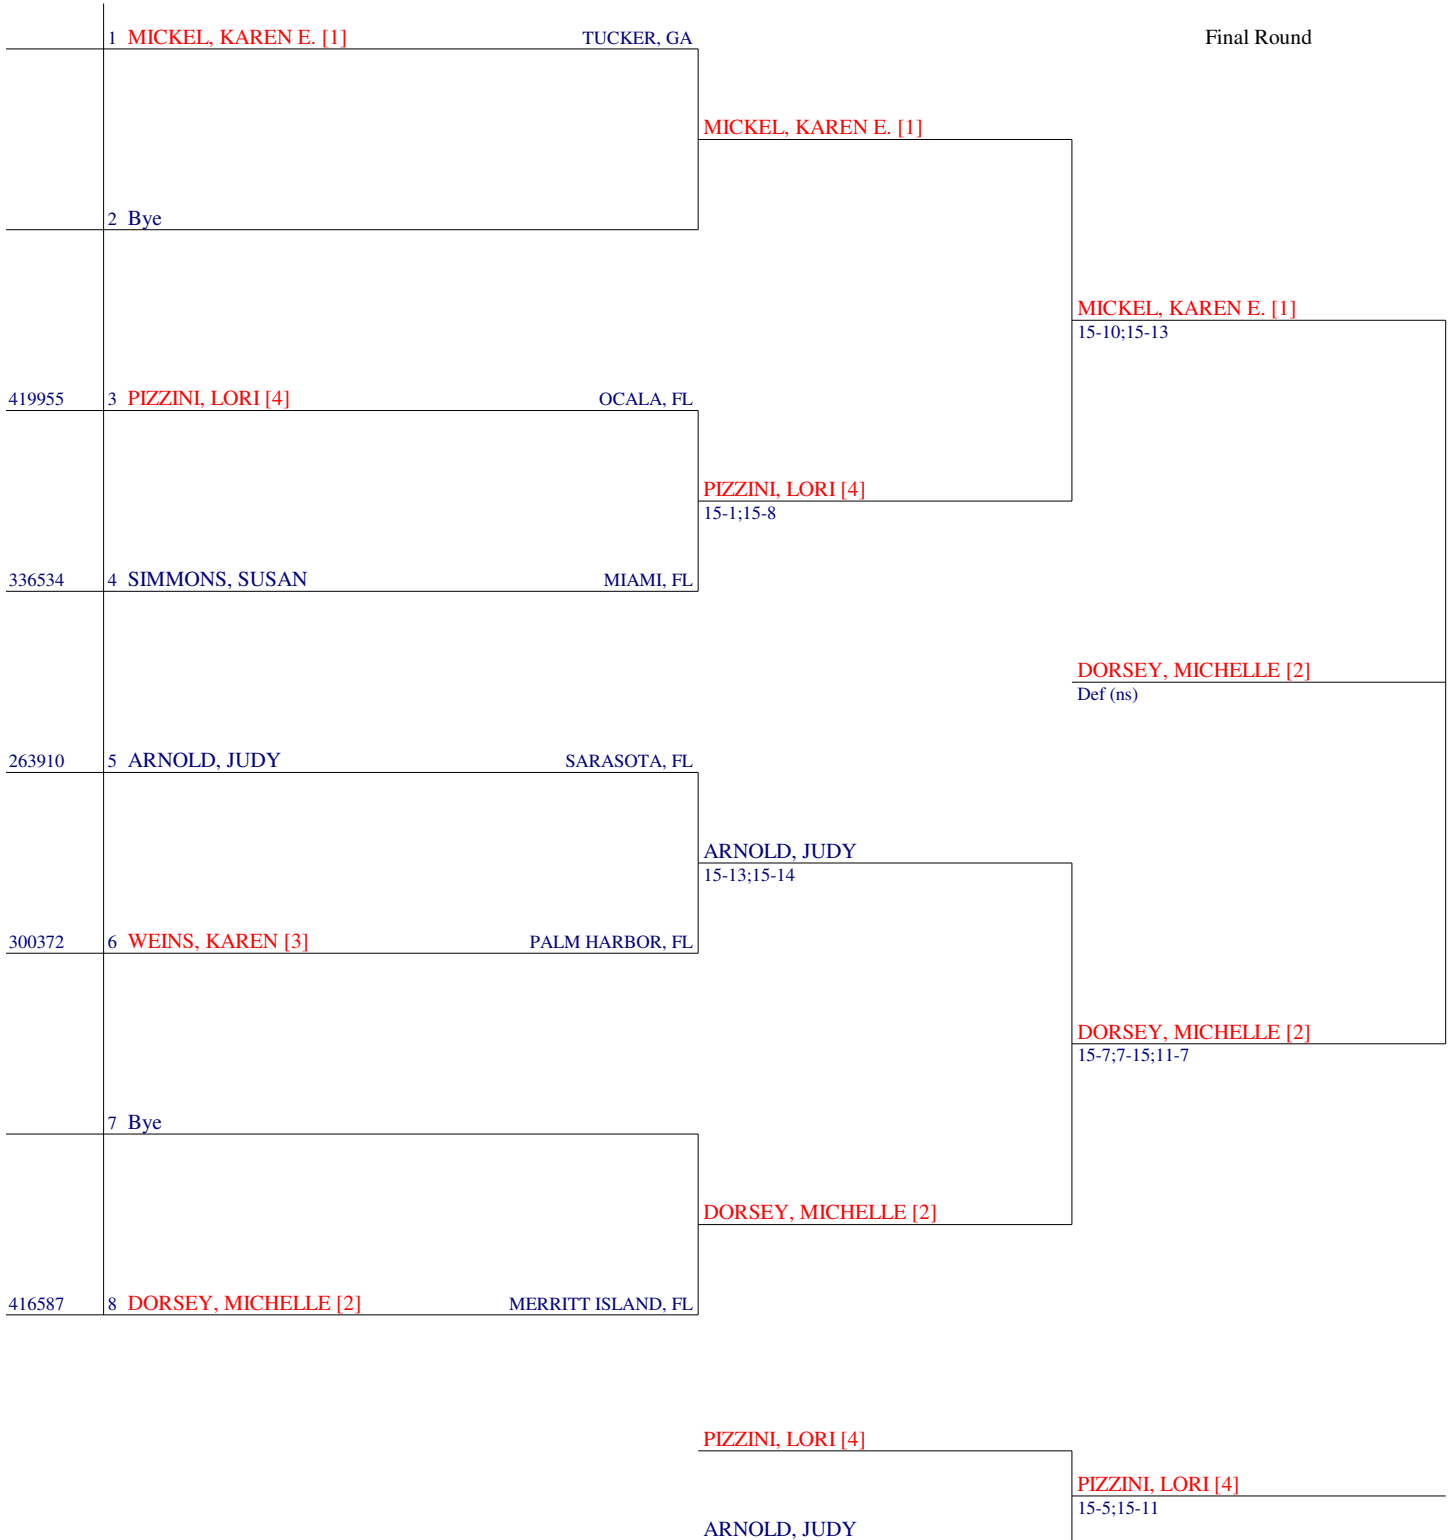 1 MICKEL, KAREN E. [1] TUCKER, GA
Final Round
MICKEL, KAREN E. [1]
2 Bye
MICKEL, KAREN E. [1]
15-10;15-13
419955 3 PIZZINI, LORI [4] OCALA, FL
PIZZINI, LORI [4]
15-1;15-8
336534 4 SIMMONS, SUSAN MIAMI, FL
DORSEY, MICHELLE [2]
Def (ns)
263910 5 ARNOLD, JUDY SARASOTA, FL
ARNOLD, JUDY
15-13;15-14
300372 6 WEINS, KAREN [3] PALM HARBOR, FL
DORSEY, MICHELLE [2]
15-7;7-15;11-7
7 Bye
DORSEY, MICHELLE [2]
416587 8 DORSEY, MICHELLE [2] MERRITT ISLAND, FL
PIZZINI, LORI [4]
PIZZINI, LORI [4]
15-5;15-11
ARNOLD, JUDY